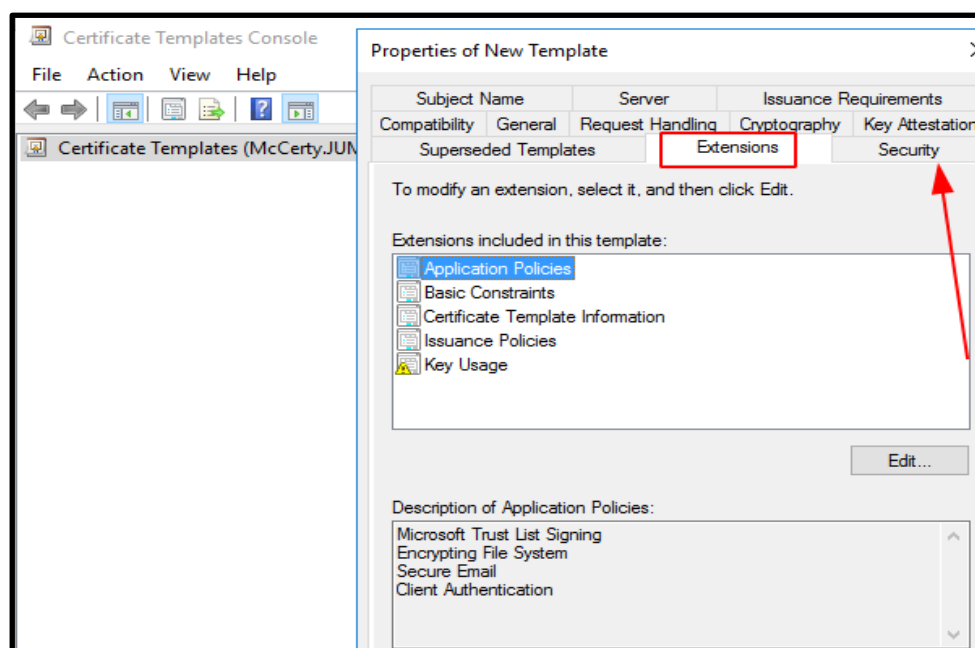 Certificate Templates Console
File Action View Help
Certificate Templates (McCerty.JUM
Properties of New Template
Subject Name Server Issuance Requirements
Compatibility General Request Handling Cryptography Key Attestation
Superseded Templates Extensions Security
To modify an extension, select it, and then click Edit.
Extensions included in this template:
Application Policies
Basic Constraints
Certificate Template Information
Issuance Policies
Key Usage
Edit...
Description of Application Policies:
Microsoft Trust List Signing
Encrypting File System
Secure Email
Client Authentication